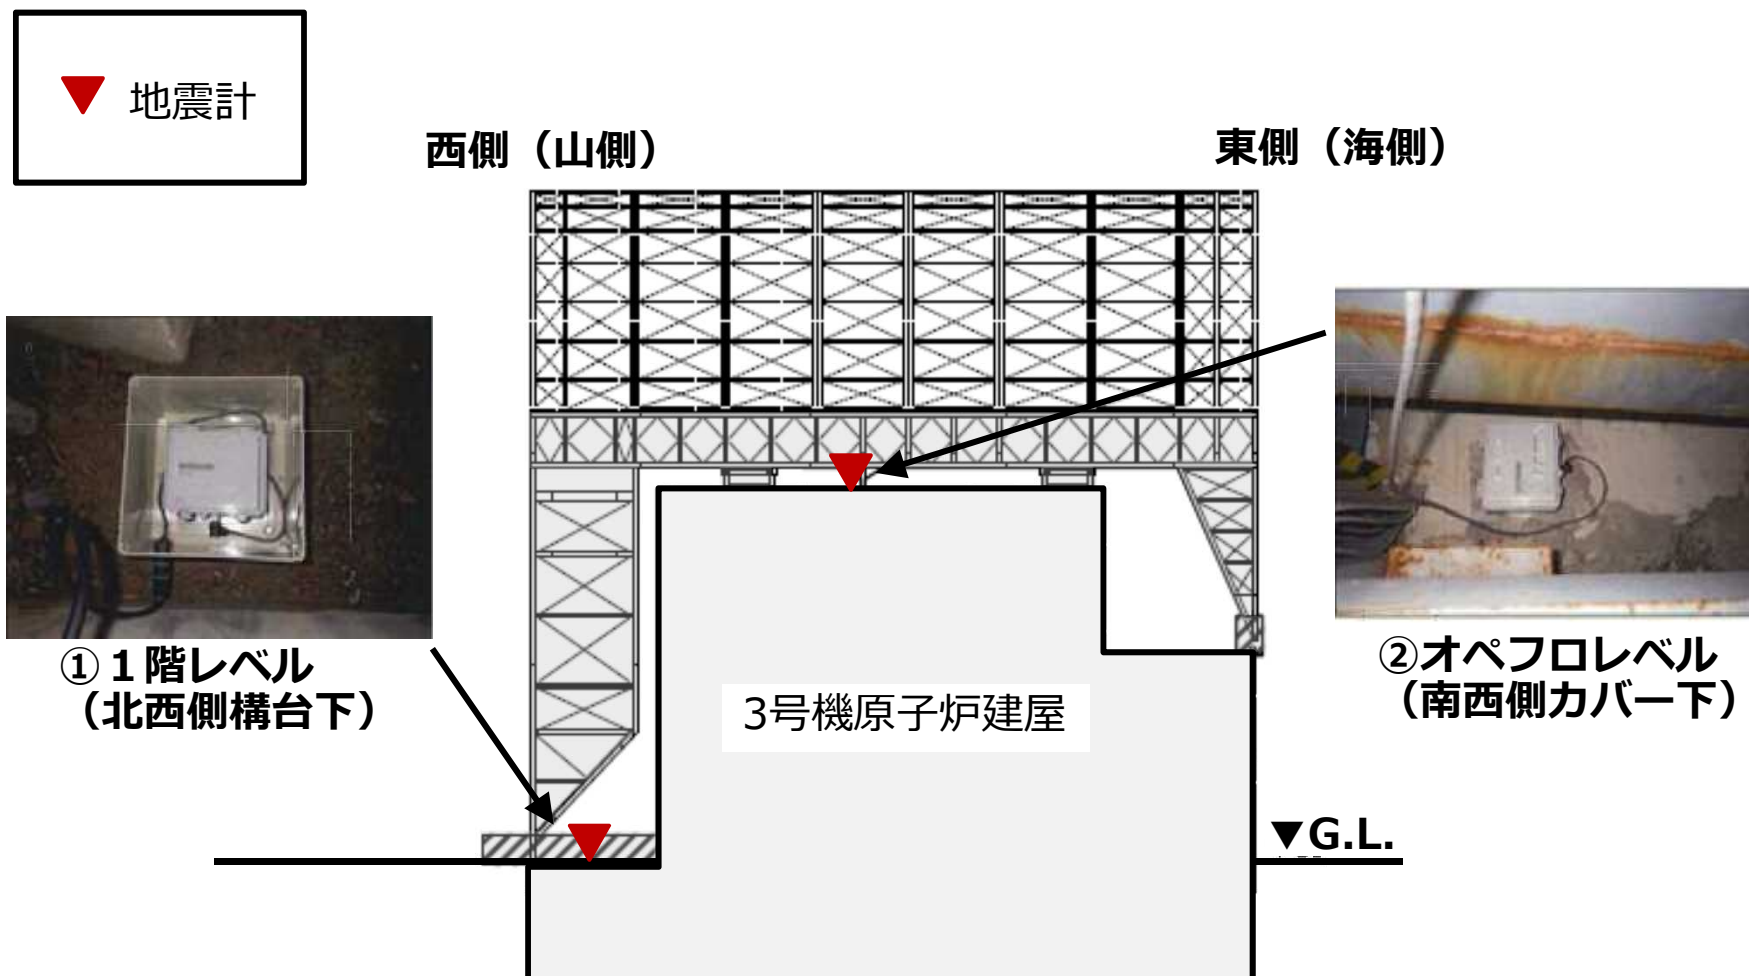 ▼ 地震計
西側（山側）
東側（海側）
①１階レベル
（北西側構台下）
②オペフロレベル
（南西側カバー下）
3号機原子炉建屋
▼G.L.